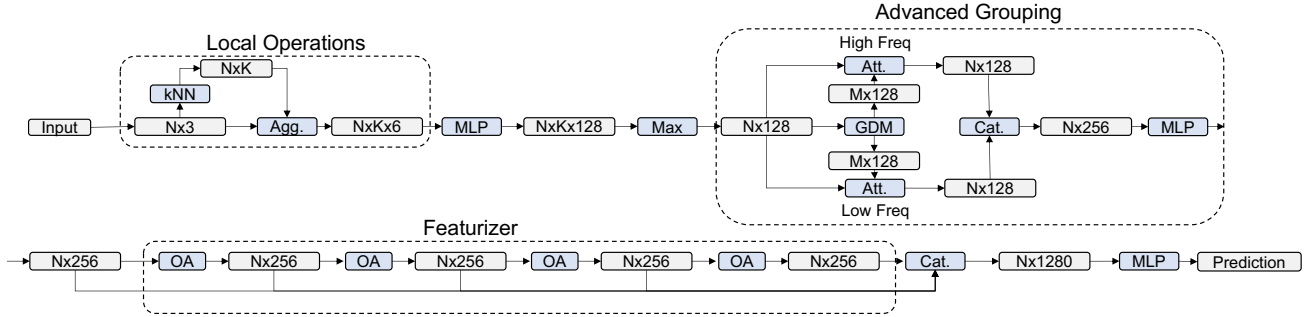 Advanced Grouping
Local Operations
High Freq
NxK
Att.
Nx128
kNN
Mx128
Input
Nx3
Agg.
NxKx6
MLP
NxKx128
Max
Nx128
GDM
Cat.
Nx256
MLP
Mx128
Att.
Nx128
Low Freq
Featurizer
Nx256
OA
Nx256
OA
Nx256
OA
Nx256
OA
Nx256
Cat.
Nx1280
MLP
Prediction